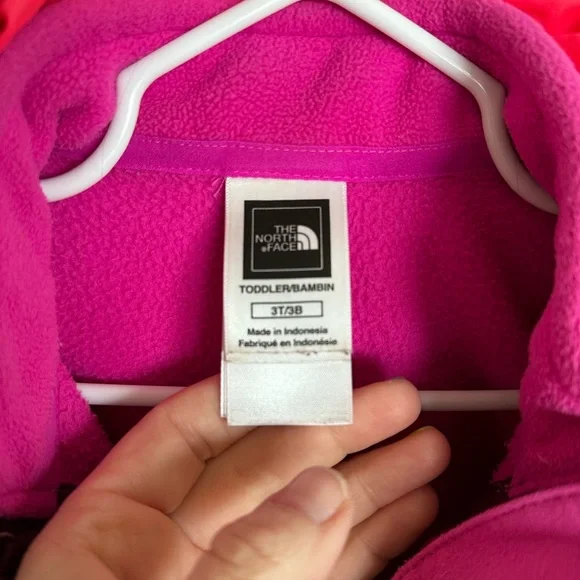 THE
NORTH
FACE
TODDLER/BAMBIN
3T/3B
Made in Indonesia
Fabriqué en Indonésie